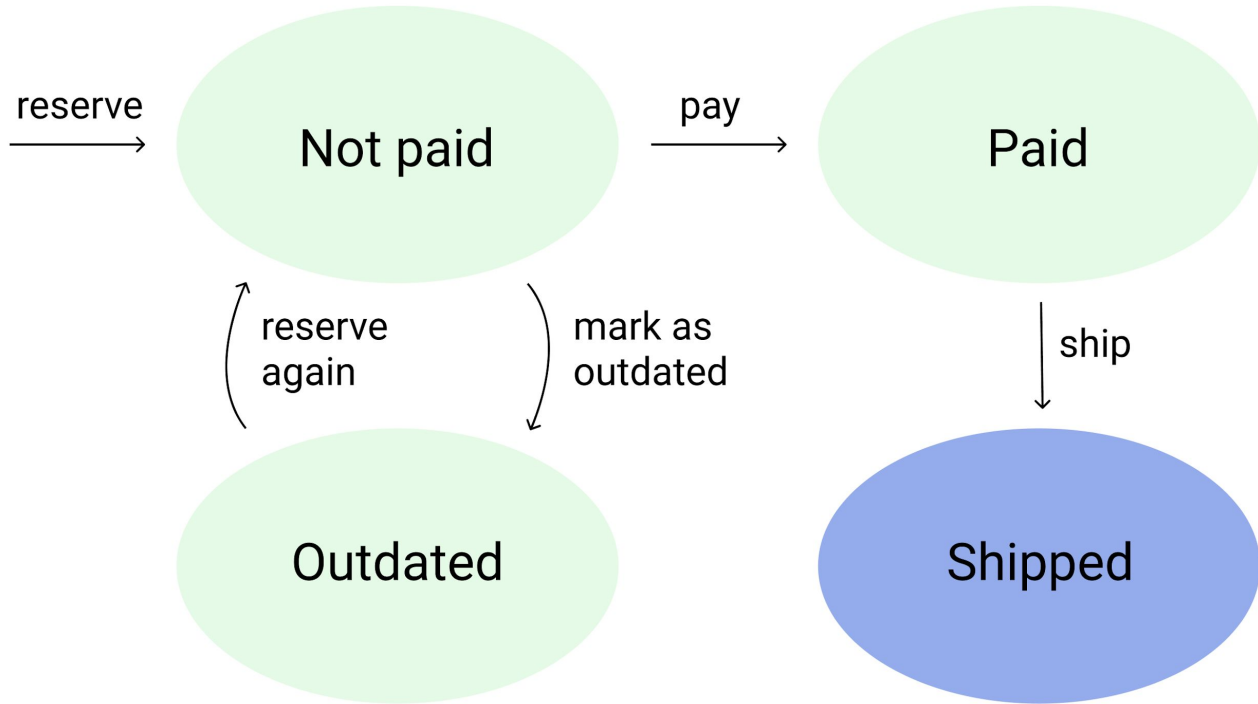 reserve
Not paid
pay
Paid
reserve
again
mark as
outdated
ship
Outdated
Shipped